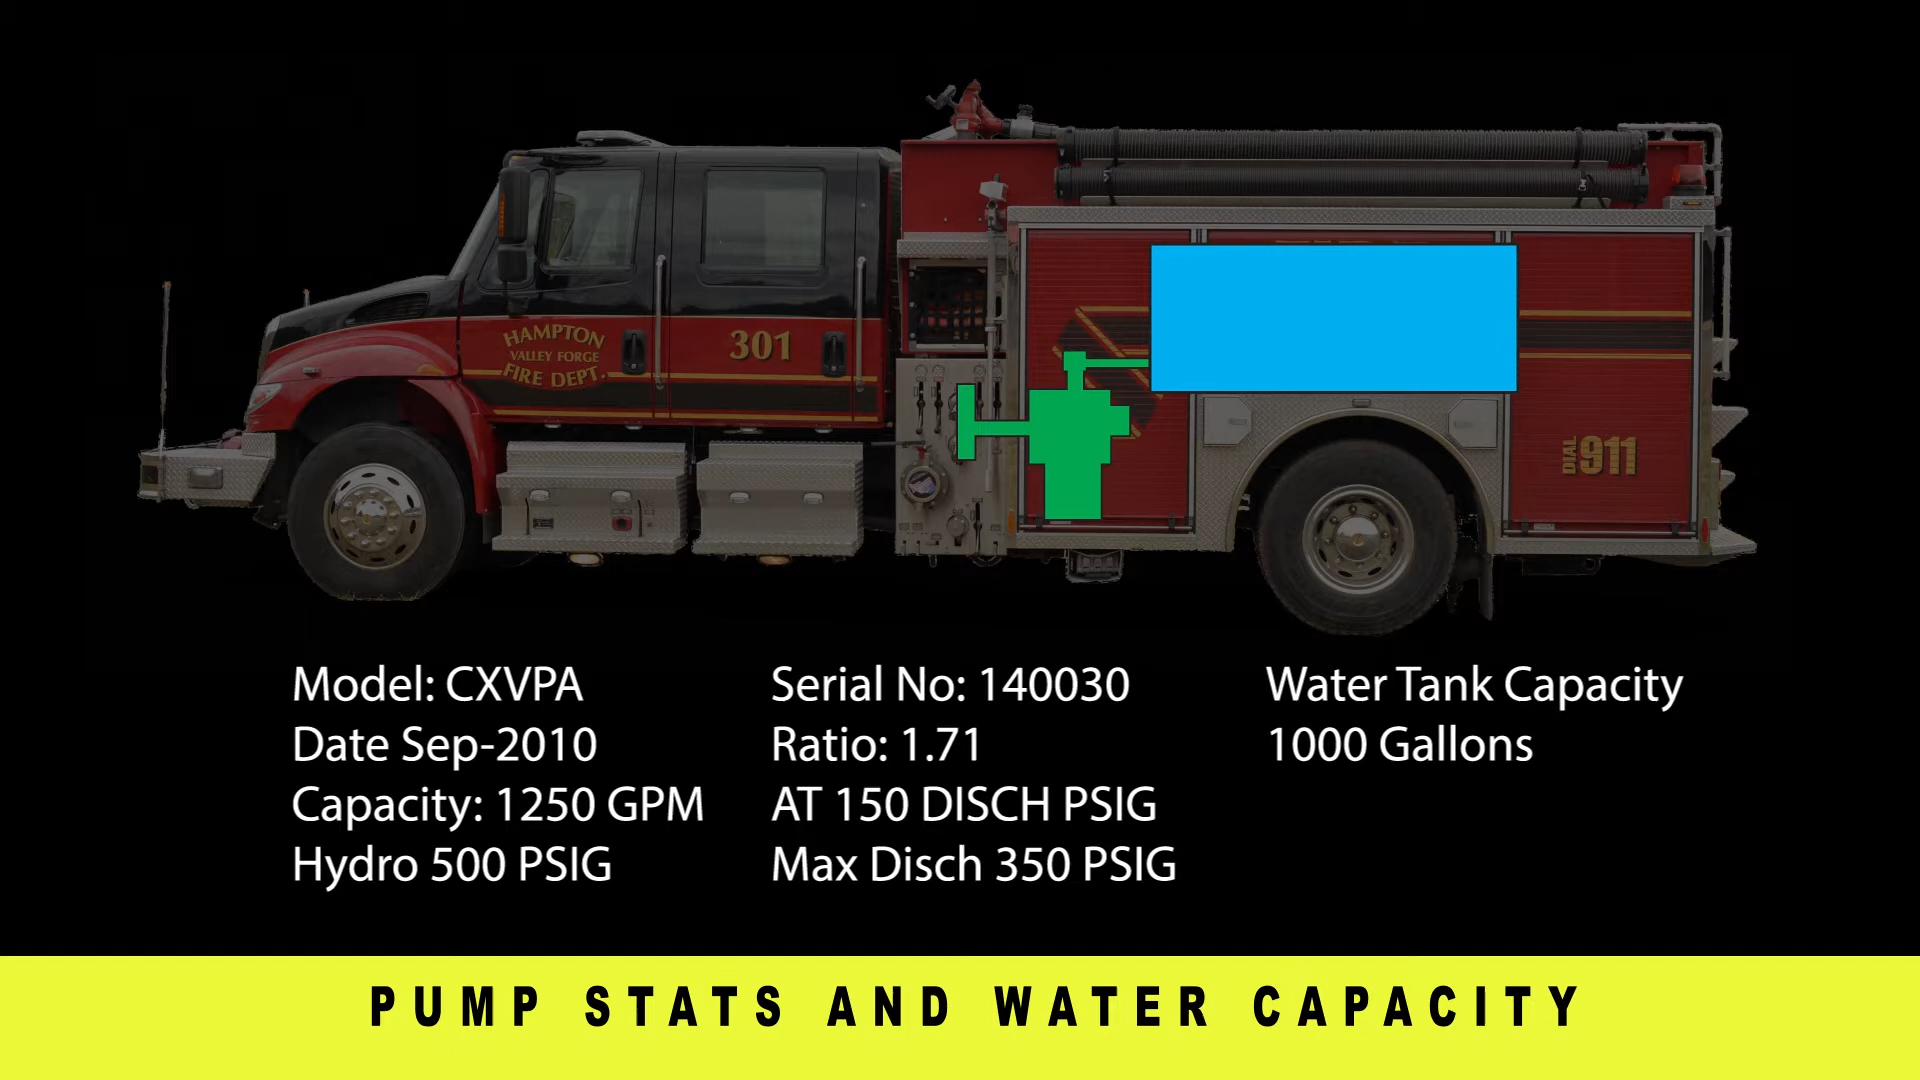 HAMPTON
VALLEY FORGE
FIRE DEPT.
301
DIAL 911
Model: CXVPA
Date Sep-2010
Capacity: 1250 GPM
Hydro 500 PSIG
Serial No: 140030
Ratio: 1.71
AT 150 DISCH PSIG
Max Disch 350 PSIG
Water Tank Capacity
1000 Gallons
PUMP STATS AND WATER CAPACITY